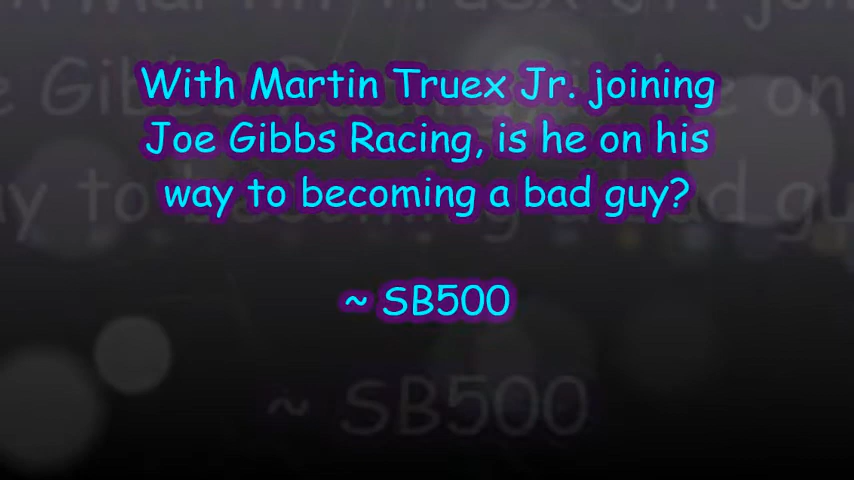 With Martin Truex Jr. joining
Joe Gibbs Racing, is he on his
way to becoming a bad guy?
~ SB500